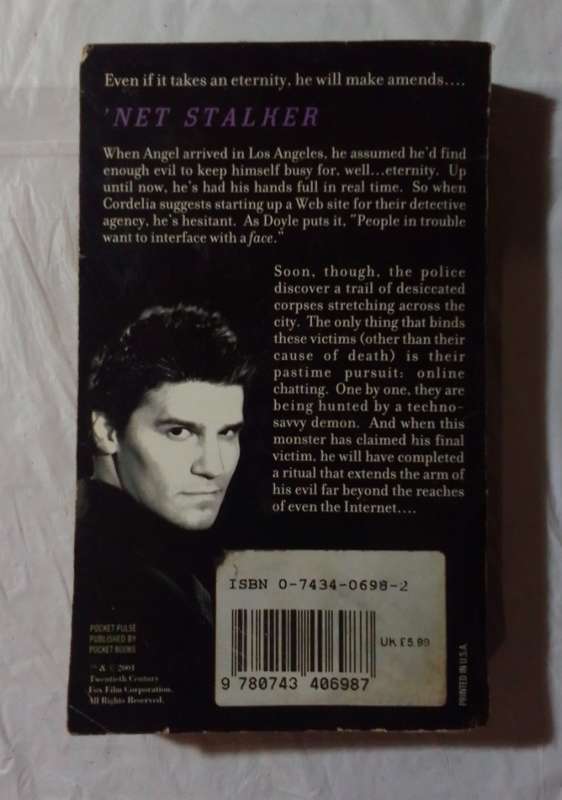 Even if it takes an eternity, he will make amends....
'NET STALKER
When Angel arrived in Los Angeles, he assumed he'd find
enough evil to keep himself busy for, well...eternity. Up
until now, he's had his hands full in real time. So when
Cordelia suggests starting up a Web site for their detective
agency, he's hesitant. As Doyle puts it, "People in trouble
want to interface with a face."
Soon, though, the police
discover a trail of desiccated
corpses stretching across the
city. The only thing that binds
these victims (other than their
cause of death) is their
pastime pursuit: online
chatting. One by one, they are
being hunted by a techno-
savvy demon. And when this
monster has claimed his final
victim, he will have completed
a ritual that extends the arm of
his evil far beyond the reaches
of even the Internet....
POCKET PULSE
PUBLISHED BY
POCKET BOOKS
™ & © 2001
Twentieth Century
Fox Film Corporation.
All Rights Reserved.
ISBN 0-7434-0698-2
UK £5.99
9 780743 406987
PRINTED IN U.S.A.